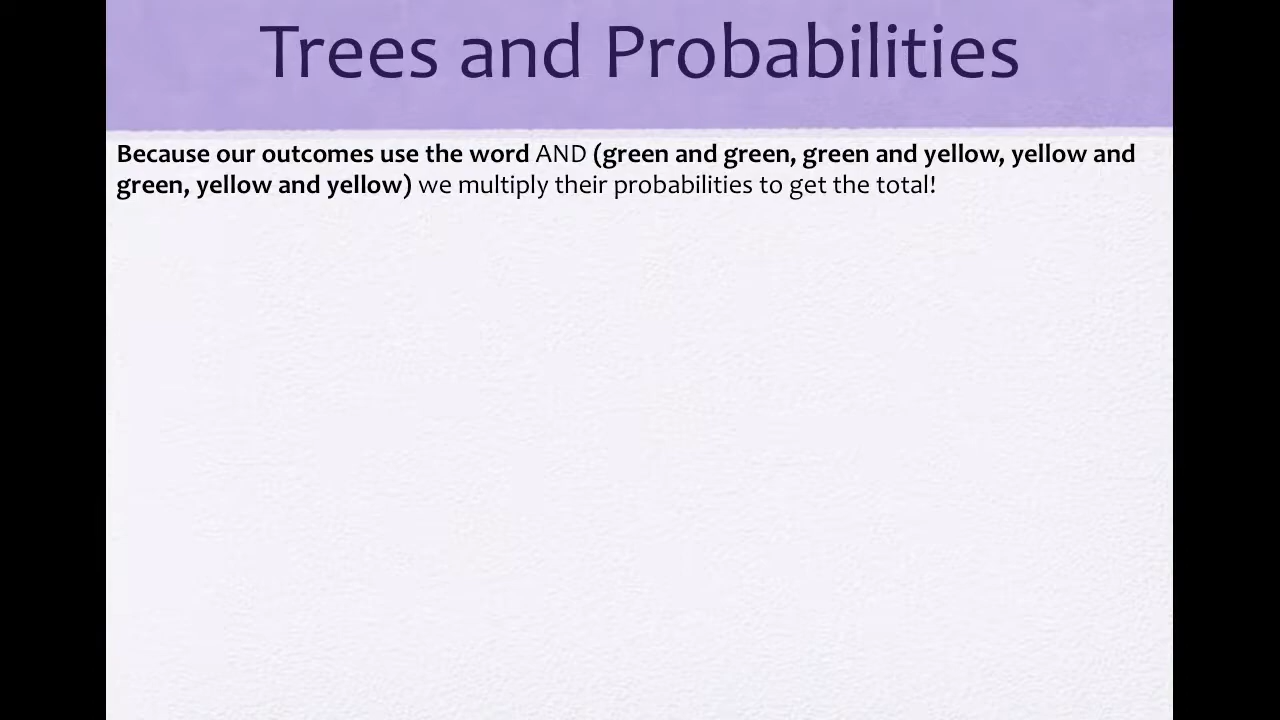 Trees and Probabilities
Because our outcomes use the word AND (green and green, green and yellow, yellow and
green, yellow and yellow) we multiply their probabilities to get the total!